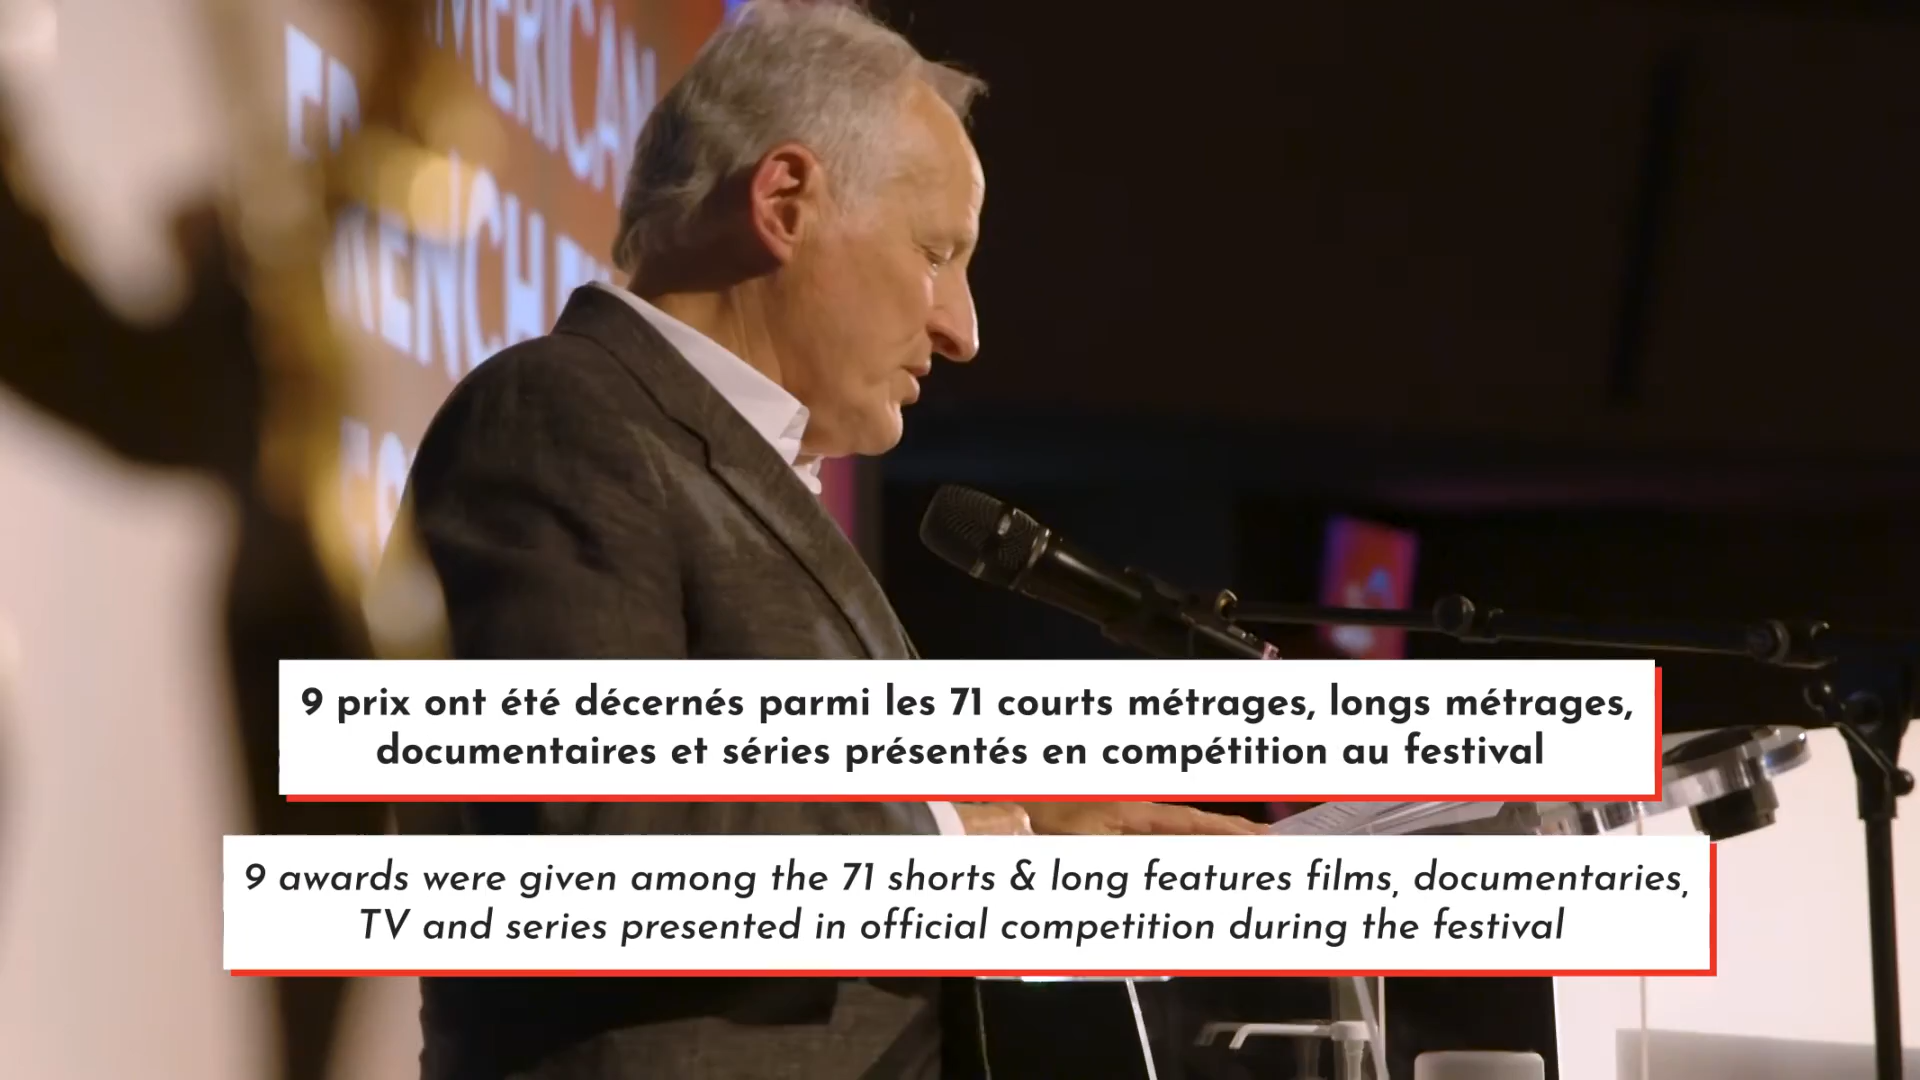 AMERICAN
FRENCH
9 prix ont été décernés parmi les 71 courts métrages, longs métrages,
documentaires et séries présentés en compétition au festival
9 awards were given among the 71 shorts & long features films, documentaries,
TV and series presented in official competition during the festival